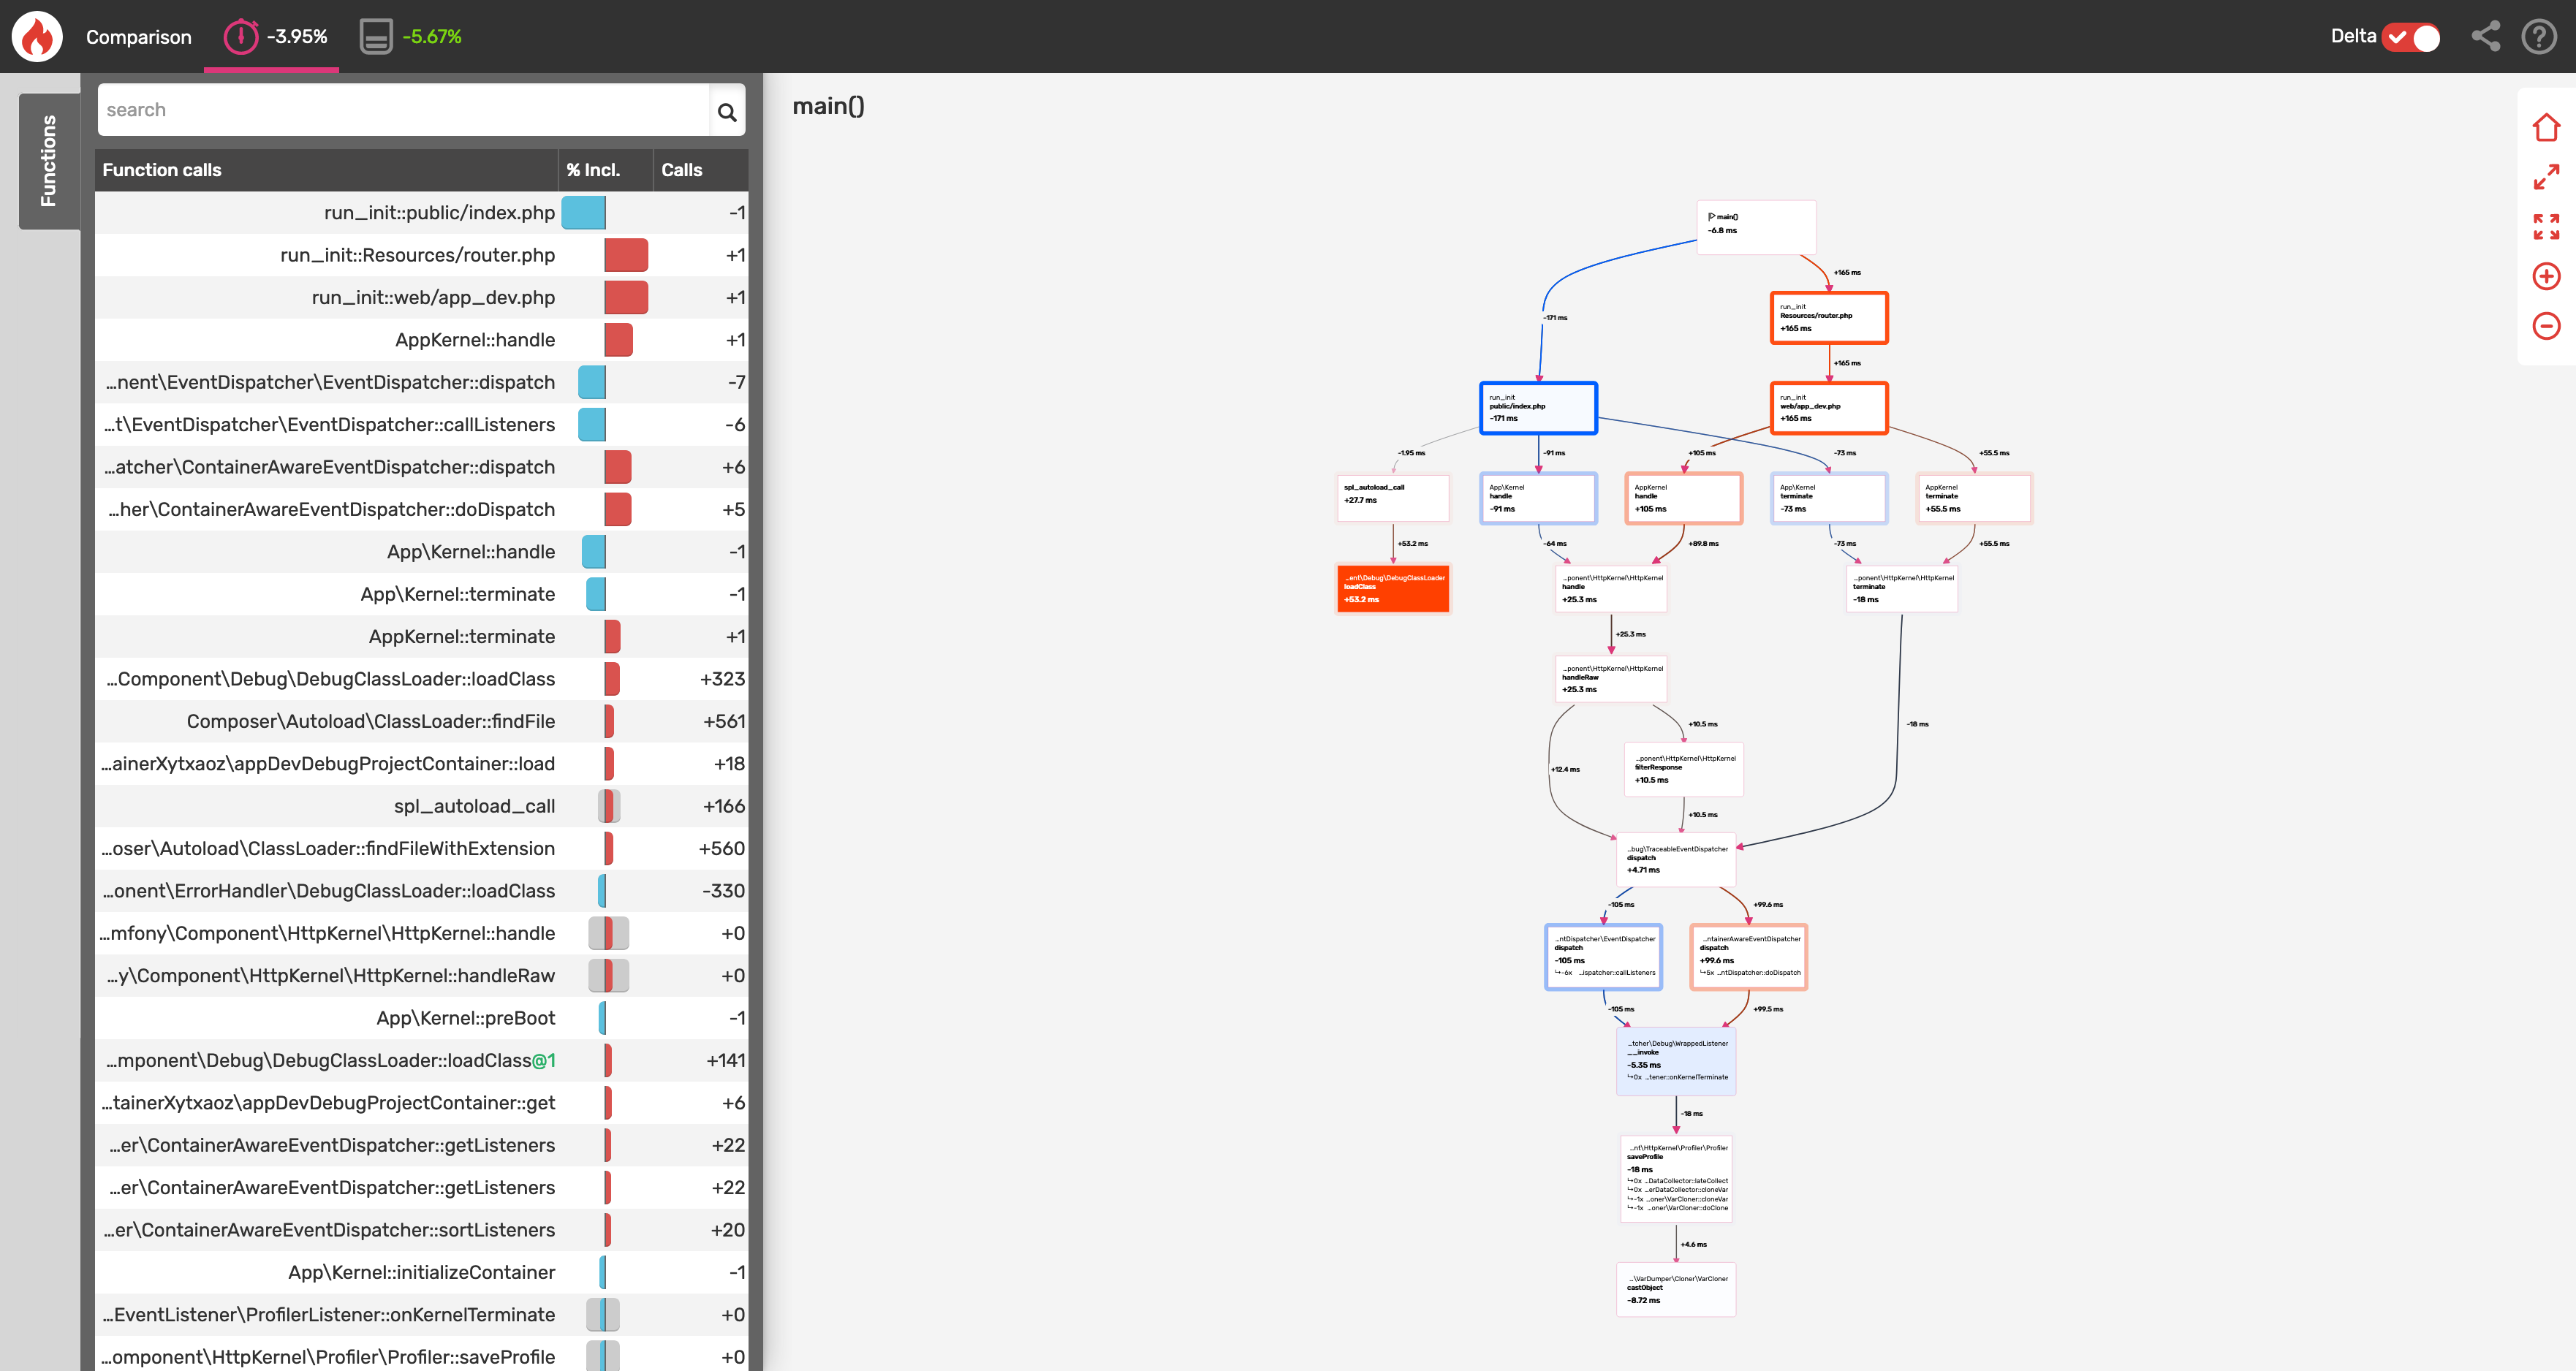 Comparison
-3.95%
-5.67%
Delta
Functions
search
Function calls % Incl. Calls
run_init::public/index.php -1
run_init::Resources/router.php +1
run_init::web/app_dev.php +1
AppKernel::handle +1
...nent\EventDispatcher\EventDispatcher::dispatch -7
...t\EventDispatcher\EventDispatcher::callListeners -6
...atcher\ContainerAwareEventDispatcher::dispatch +6
...her\ContainerAwareEventDispatcher::doDispatch +5
App\Kernel::handle -1
App\Kernel::terminate -1
AppKernel::terminate +1
...Component\Debug\DebugClassLoader::loadClass +323
Composer\Autoload\ClassLoader::findFile +561
...ainerXytxaoz\appDevDebugProjectContainer::load +18
spl_autoload_call +166
...oser\Autoload\ClassLoader::findFileWithExtension +560
...onent\ErrorHandler\DebugClassLoader::loadClass -330
...mfony\Component\HttpKernel\HttpKernel::handle +0
...y\Component\HttpKernel\HttpKernel::handleRaw +0
App\Kernel::preBoot -1
...mponent\Debug\DebugClassLoader::loadClass@1 +141
...tainerXytxaoz\appDevDebugProjectContainer::get +6
...er\ContainerAwareEventDispatcher::getListeners +22
...er\ContainerAwareEventDispatcher::getListeners +22
...er\ContainerAwareEventDispatcher::sortListeners +20
App\Kernel::initializeContainer -1
...EventListener\ProfilerListener::onKernelTerminate +0
...omponent\HttpKernel\Profiler\Profiler::saveProfile +0
main()
main()
-6.8 ms
+165 ms
-171 ms
run_init
Resources/router.php
+165 ms
+165 ms
run_init
public/index.php
-171 ms
run_init
web/app_dev.php
+165 ms
-1.95 ms
-91 ms
+105 ms
-73 ms
+55.5 ms
spl_autoload_call
+27.7 ms
App\Kernel
handle
-91 ms
AppKernel
handle
+105 ms
App\Kernel
terminate
-73 ms
AppKernel
terminate
+55.5 ms
+53.2 ms
-64 ms
+89.8 ms
-73 ms
+55.5 ms
...ent\Debug\DebugClassLoader
loadClass
+53.2 ms
...ponent\HttpKernel\HttpKernel
handle
+25.3 ms
...ponent\HttpKernel\HttpKernel
terminate
-18 ms
+25.3 ms
...ponent\HttpKernel\HttpKernel
handleRaw
+25.3 ms
+10.5 ms
-18 ms
...ponent\HttpKernel\HttpKernel
filterResponse
+10.5 ms
+12.4 ms
+10.5 ms
...bug\TraceableEventDispatcher
dispatch
+4.71 ms
-105 ms
+99.6 ms
...ntDispatcher\EventDispatcher
dispatch
-105 ms
↳-6x ...ispatcher::callListeners
...ntainerAwareEventDispatcher
dispatch
+99.6 ms
↳5x ...ntDispatcher::doDispatch
-105 ms
+99.5 ms
...tcher\Debug\WrappedListener
__invoke
-5.35 ms
↳0x ...tener::onKernelTerminate
-18 ms
...nt\HttpKernel\Profiler\Profiler
saveProfile
-18 ms
↳0x ...DataCollector::lateCollect
↳0x ...erDataCollector::cloneVar
↳-1x ...oner\VarCloner::cloneVar
↳-1x ...oner\VarCloner::doClone
+4.6 ms
...\VarDumper\Cloner\VarCloner
castObject
-8.72 ms